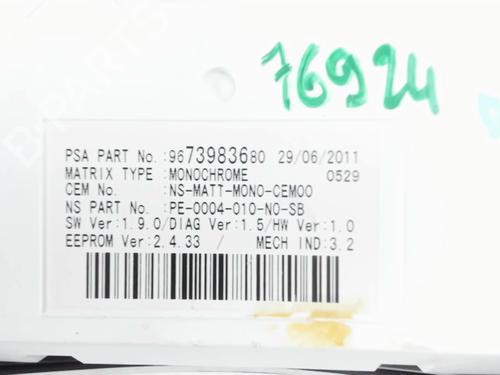 76924
PSA PART No.:9673983680 29/06/2011
MATRIX TYPE :MONOCHROME 0529
CEM No. :NS-MATT-MONO-CEM00
NS PART No. :PE-0004-010-N0-SB
SW Ver:1.9.0/DIAG Ver:1.5/HW Ver:1.0
EEPROM Ver:2.4.33 / MECH IND:3.2
B-PARTS